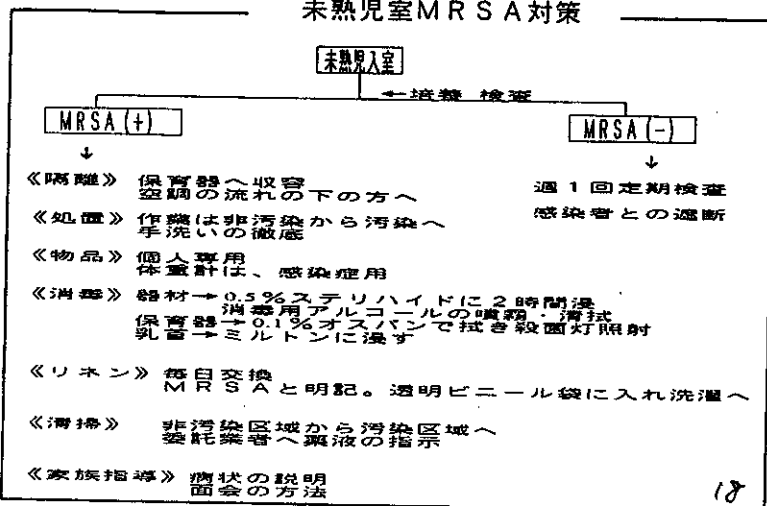 未熟児室MRSA対策
未熟児入室
←培養 検査
MRSA(+)
MRSA(-)
↓
↓
《隔離》 保育器へ収容
空調の流れの下の方へ
週1回定期検査
感染者との遮断
《処置》 作業は非汚染から汚染へ
手洗いの徹底
《物品》 個人専用
体重計は、感染症用
《消毒》 器材→0.5%ステリハイドに2時間浸
消毒用アルコールの噴霧・清拭
保育器→0.1%オスバンで拭き殺菌灯照射
乳首→ミルトンに浸す
《リネン》 毎日交換
MRSAと明記。透明ビニール袋に入れ洗濯へ
《清掃》 非汚染区域から汚染区域へ
委託業者へ薬液の指示
《家族指導》 病状の説明
面会の方法
18